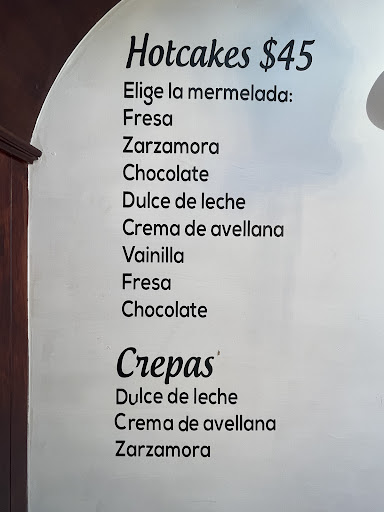 Hotcakes $45
Elige la mermelada:
Fresa
Zarzamora
Chocolate
Dulce de leche
Crema de avellana
Vainilla
Fresa
Chocolate
Crepas
Dulce de leche
Crema de avellana
Zarzamora